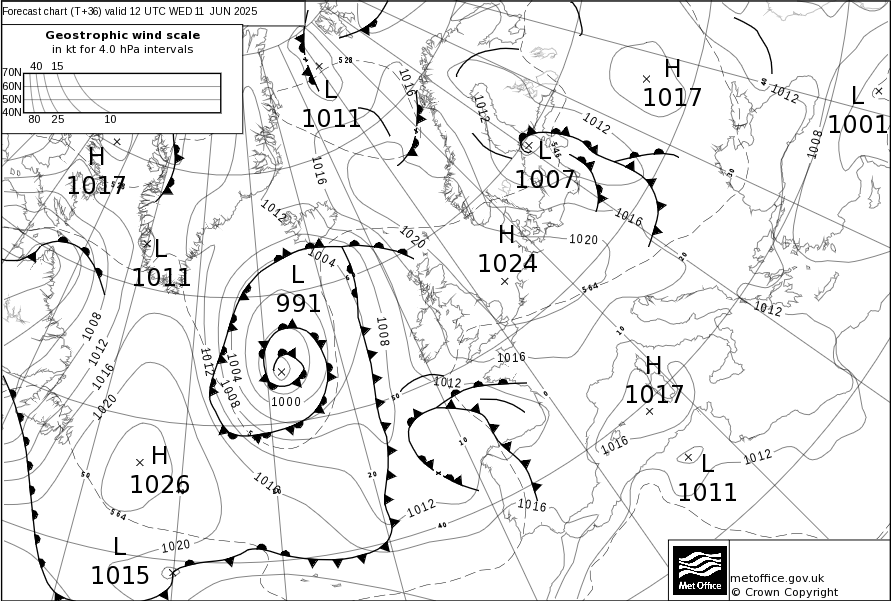 Forecast chart (T+36) valid 12 UTC WED 11 JUN 2025
Geostrophic wind scale
in kt for 4.0 hPa intervals
40 15
70N
60N
50N
40N
80 25 10
528
1016
L
1011
H
1017
40
1012
L
1001
1008
1012
1012
546
L
1007
H
1017
1016
30
1012
1016
1020
1020
H
1024
L
1011
1004
L
991
20
564
1008
1012
1016
1020
1008
1012
1004
1008
1000
10
1012
1016
1012
50
0
H
1017
1016
10
H
1026
50
564
1016
20
1012
40
1016
L
1011
1012
L
1015
1020
Met Office
metoffice.gov.uk
© Crown Copyright